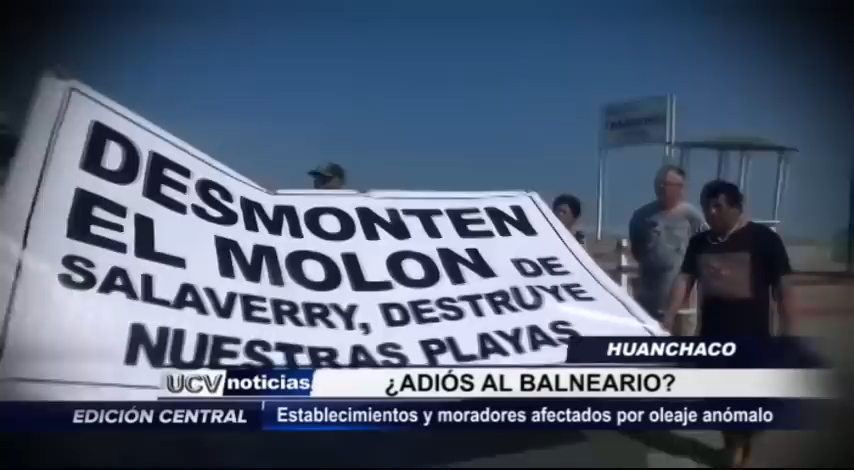 DESMONTEN
EL MOLON DE
SALAVERRY, DESTRUYE
NUESTRAS PLAYAS
HUANCHACO
UCV noticias
¿ADIÓS AL BALNEARIO?
EDICIÓN CENTRAL
Establecimientos y moradores afectados por oleaje anómalo